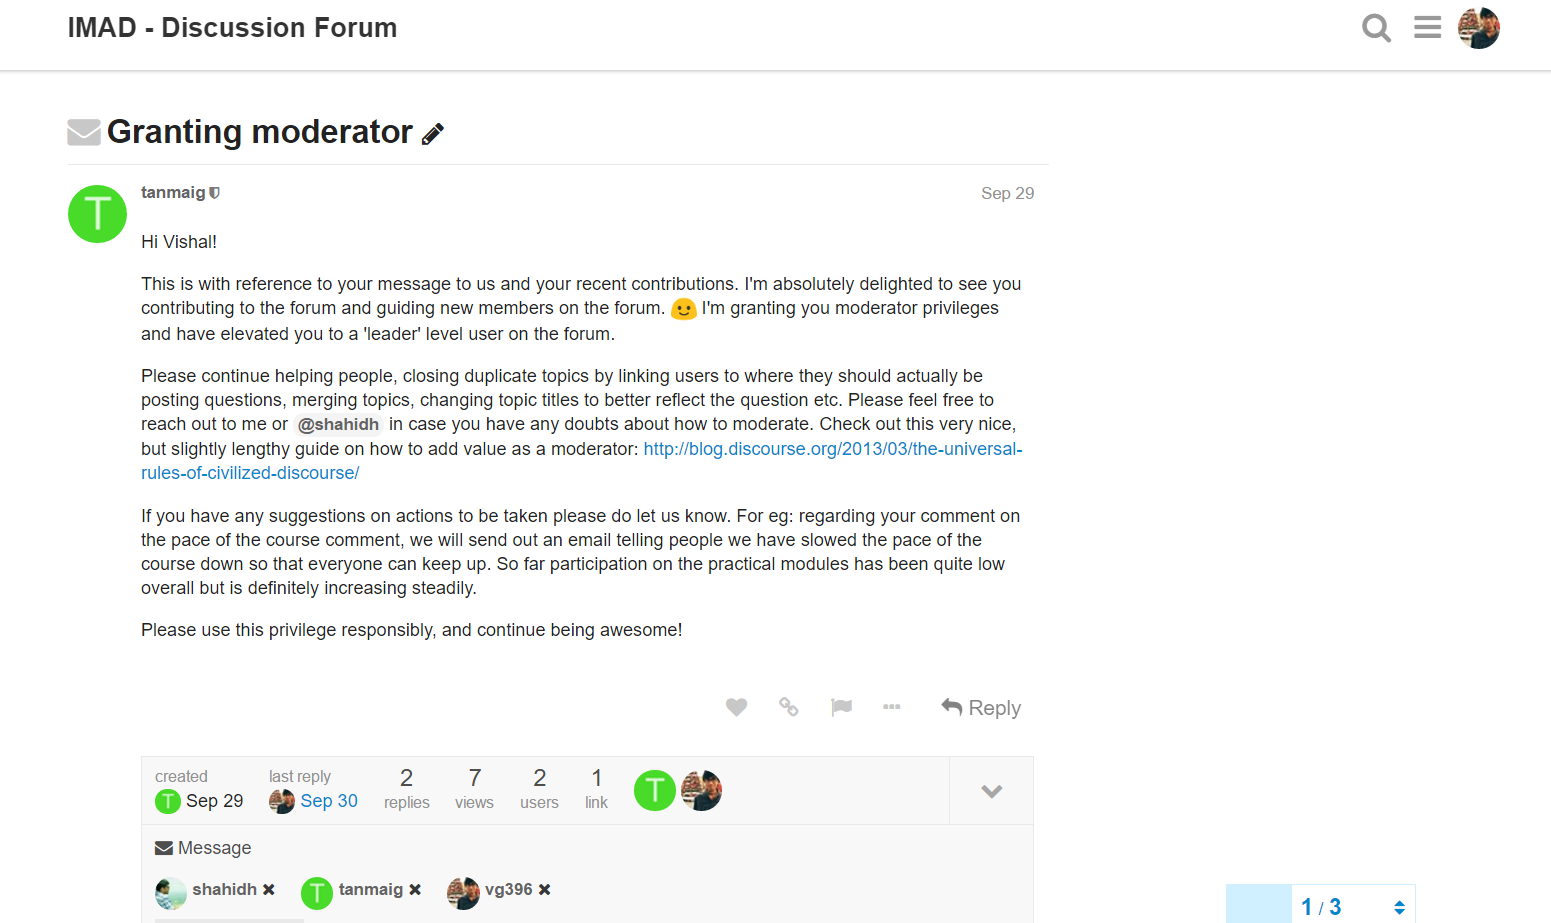 IMAD - Discussion Forum
Granting moderator
tanmaig
Sep 29
Hi Vishal!
This is with reference to your message to us and your recent contributions. I'm absolutely delighted to see you
contributing to the forum and guiding new members on the forum. I'm granting you moderator privileges
and have elevated you to a 'leader' level user on the forum.
Please continue helping people, closing duplicate topics by linking users to where they should actually be
posting questions, merging topics, changing topic titles to better reflect the question etc. Please feel free to
reach out to me or @shahidh in case you have any doubts about how to moderate. Check out this very nice,
but slightly lengthy guide on how to add value as a moderator: http://blog.discourse.org/2013/03/the-universal-
rules-of-civilized-discourse/
If you have any suggestions on actions to be taken please do let us know. For eg: regarding your comment on
the pace of the course comment, we will send out an email telling people we have slowed the pace of the
course down so that everyone can keep up. So far participation on the practical modules has been quite low
overall but is definitely increasing steadily.
Please use this privilege responsibly, and continue being awesome!
Reply
created last reply 2 7 2 1
T Sep 29 Sep 30 replies views users link
T
Message
shahidh T tanmaig vg396
1 / 3